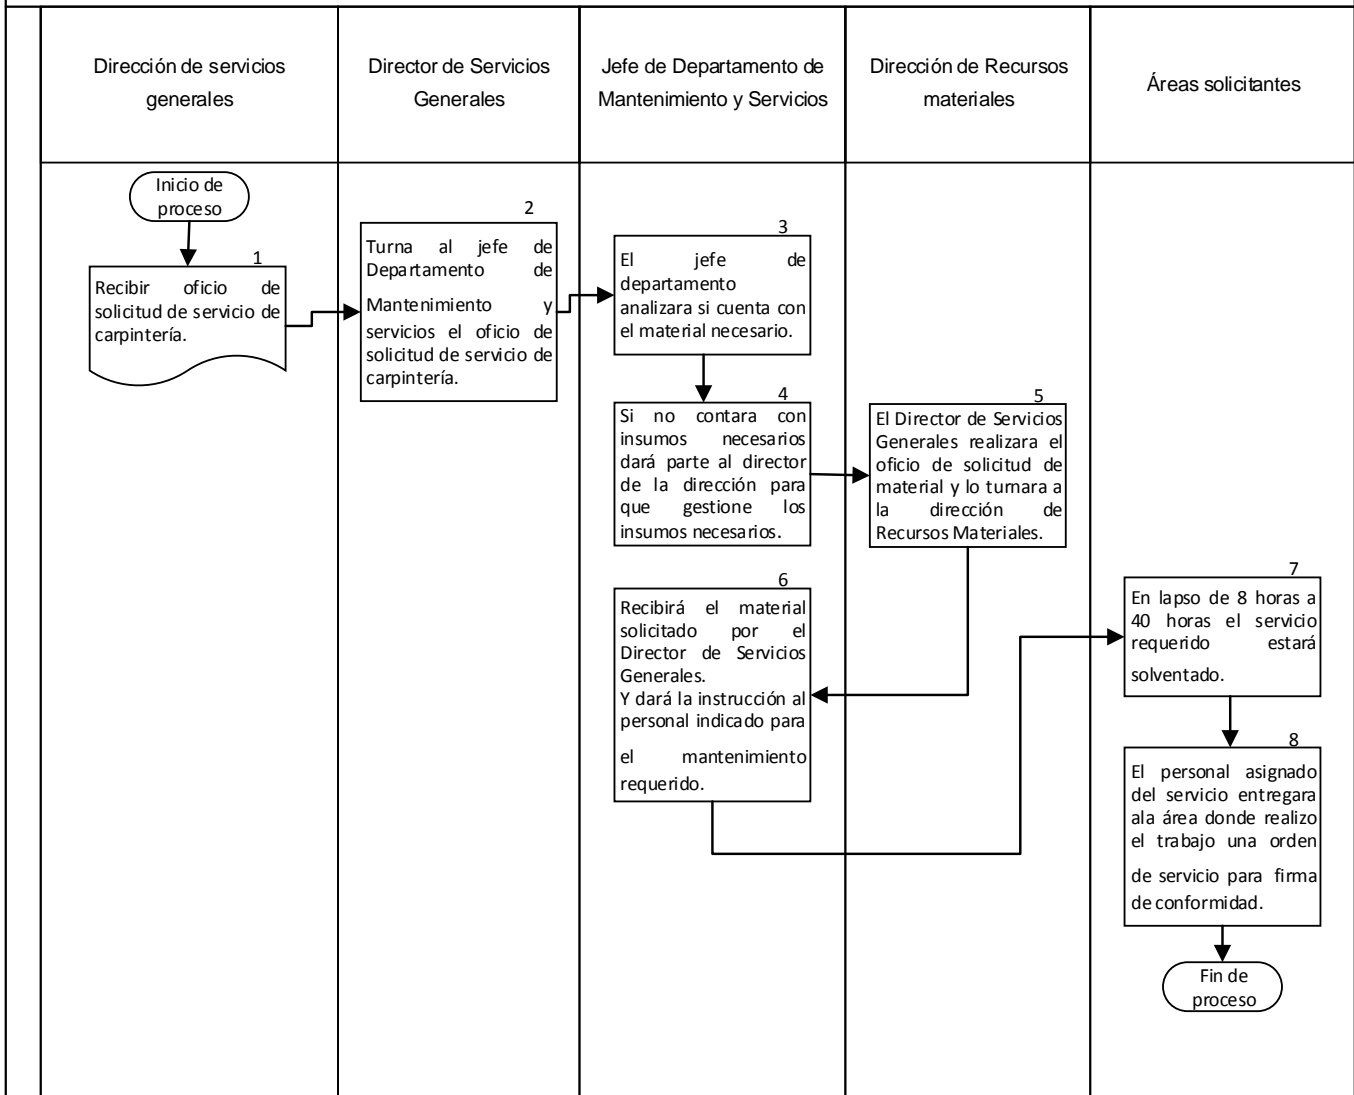 Dirección de servicios
generales
Director de Servicios
Generales
Jefe de Departamento de
Mantenimiento y Servicios
Dirección de Recursos
materiales
Áreas solicitantes
Inicio de
proceso
1
Recibir oficio de
solicitud de servicio de
carpintería.
2
Turna al jefe de
Departamento de
Mantenimiento y
servicios el oficio de
solicitud de servicio de
carpintería.
3
El jefe de
departamento
analizara si cuenta con
el material necesario.
4
Si no contara con
insumos necesarios
dará parte al director
de la dirección para
que gestione los
insumos necesarios.
5
El Director de Servicios
Generales realizara el
oficio de solicitud de
material y lo turnara a
la dirección de
Recursos Materiales.
6
Recibirá el material
solicitado por el
Director de Servicios
Generales.
Y dará la instrucción al
personal indicado para
el mantenimiento
requerido.
7
En lapso de 8 horas a
40 horas el servicio
requerido estará
solventado.
8
El personal asignado
del servicio entregara
ala área donde realizo
el trabajo una orden
de servicio para firma
de conformidad.
Fin de
proceso